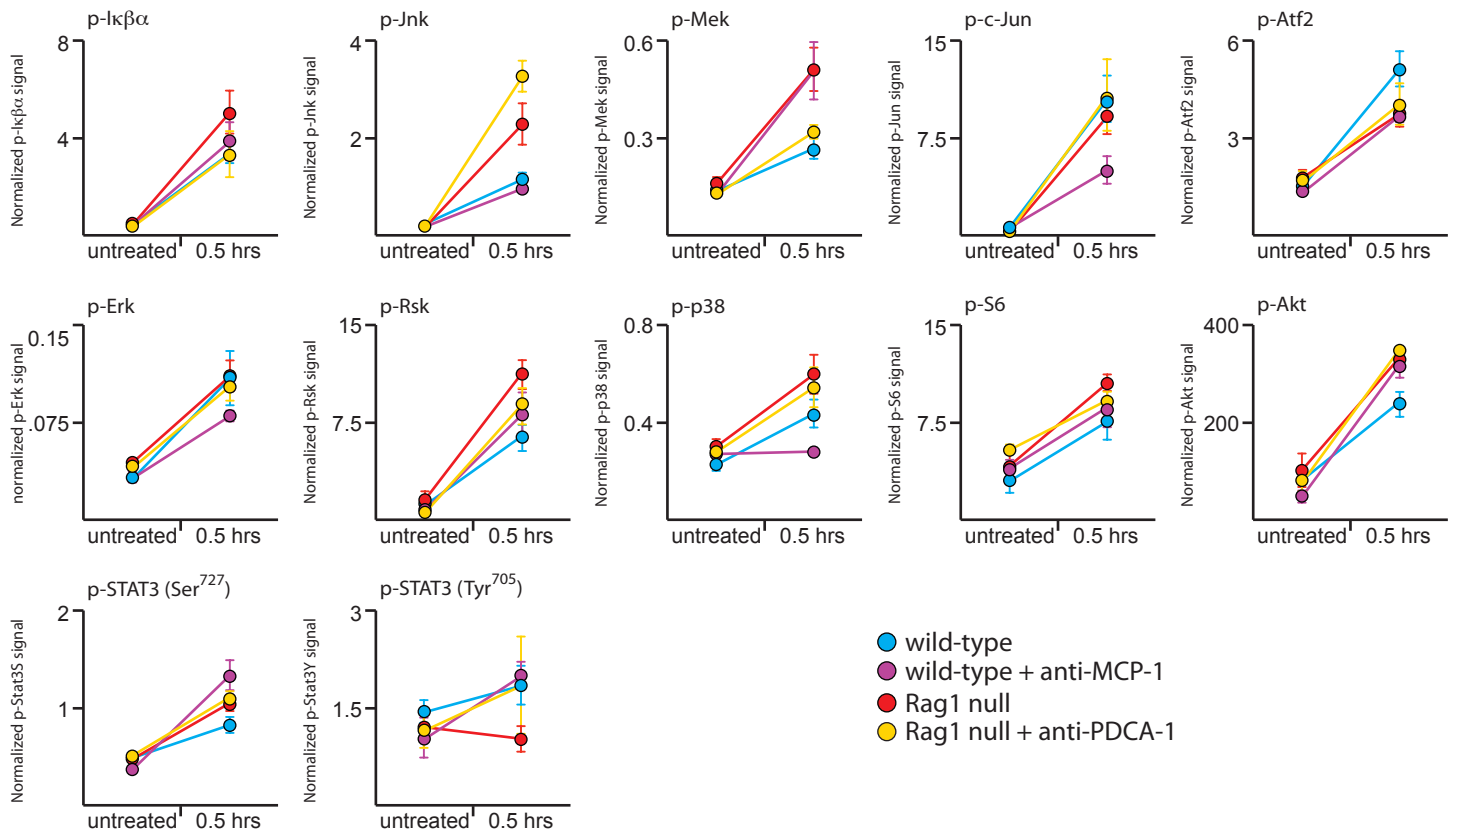 p-Iκβα
Normalized p-Iκβα signal
8
4
untreated 0.5 hrs
p-Jnk
Normalized p-Jnk signal
4
2
untreated 0.5 hrs
p-Mek
Normalized p-Mek signal
0.6
0.3
untreated 0.5 hrs
p-c-Jun
Normalized p-Jun signal
15
7.5
untreated 0.5 hrs
p-Atf2
Normalized p-Atf2 signal
6
3
untreated 0.5 hrs
p-Erk
normalized p-Erk signal
0.15
.075
untreated 0.5 hrs
p-Rsk
Normalized p-Rsk signal
15
7.5
untreated 0.5 hrs
p-p38
Normalized p-p38 signal
0.8
0.4
untreated 0.5 hrs
p-S6
Normalized p-S6 signal
15
7.5
untreated 0.5 hrs
p-Akt
Normalized p-Akt signal
400
200
untreated 0.5 hrs
p-STAT3 (Ser727)
Normalized p-Stat3S signal
2
1
untreated 0.5 hrs
p-STAT3 (Tyr705)
Normalized p-Stat3Y signal
3
1.5
untreated 0.5 hrs
wild-type
wild-type + anti-MCP-1
Rag1 null
Rag1 null + anti-PDCA-1